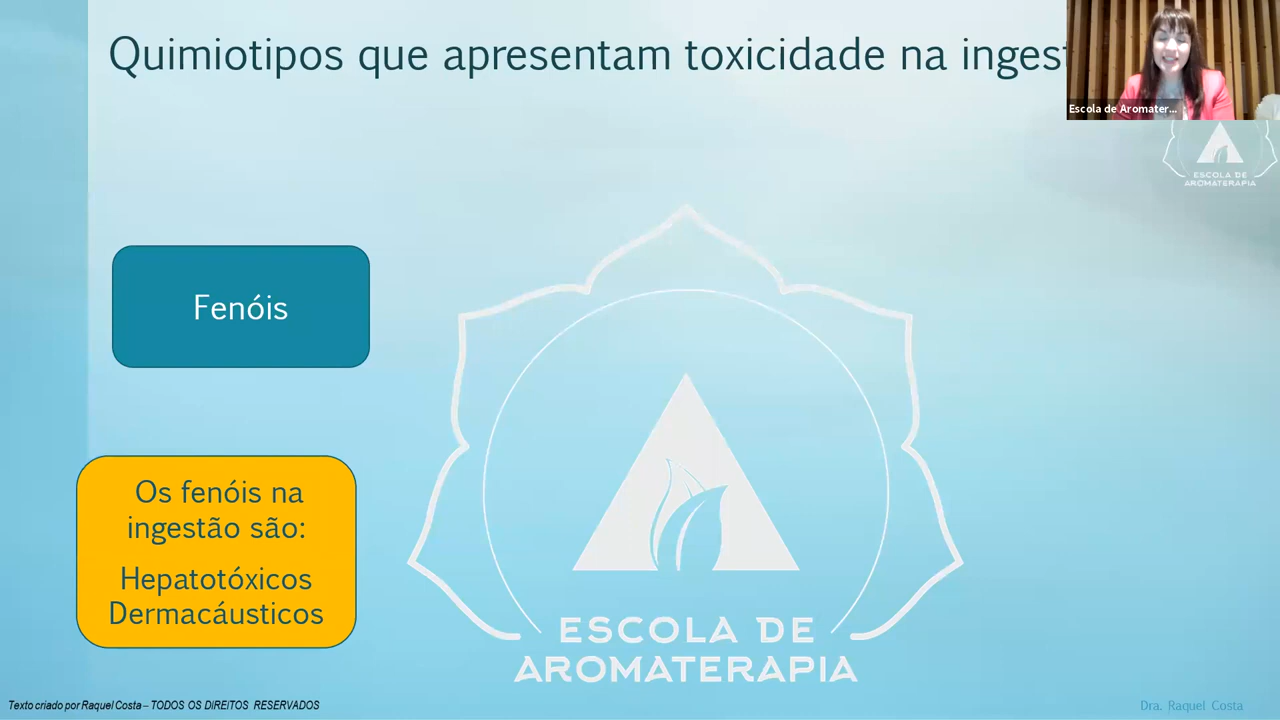 Quimiotipos que apresentam toxicidade na ingest
Escola de Aromater...
ESCOLA DE
AROMATERAPIA
Fenóis
Os fenóis na
ingestão são:
Hepatotóxicos
Dermacáusticos
ESCOLA DE
AROMATERAPIA
Texto criado por Raquel Costa – TODOS OS DIREITOS RESERVADOS
Dra. Raquel Costa